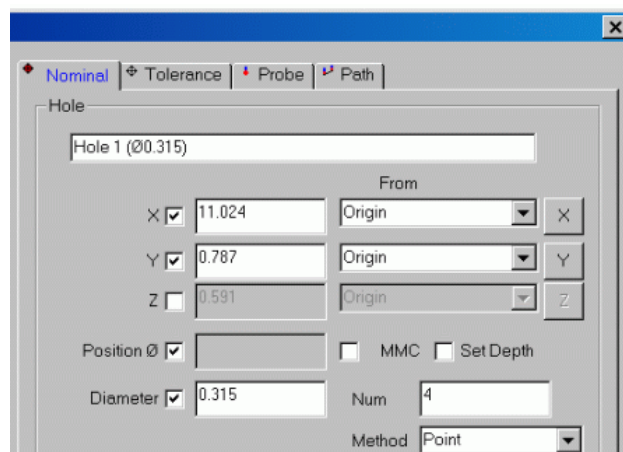 Nominal Tolerance Probe Path
Hole
Hole 1 (Ø0.315)
From
X 11.024 Origin X
Y 0.787 Origin Y
Z 0.591 Origin Z
Position Ø MMC Set Depth
Diameter 0.315 Num 4
Method Point